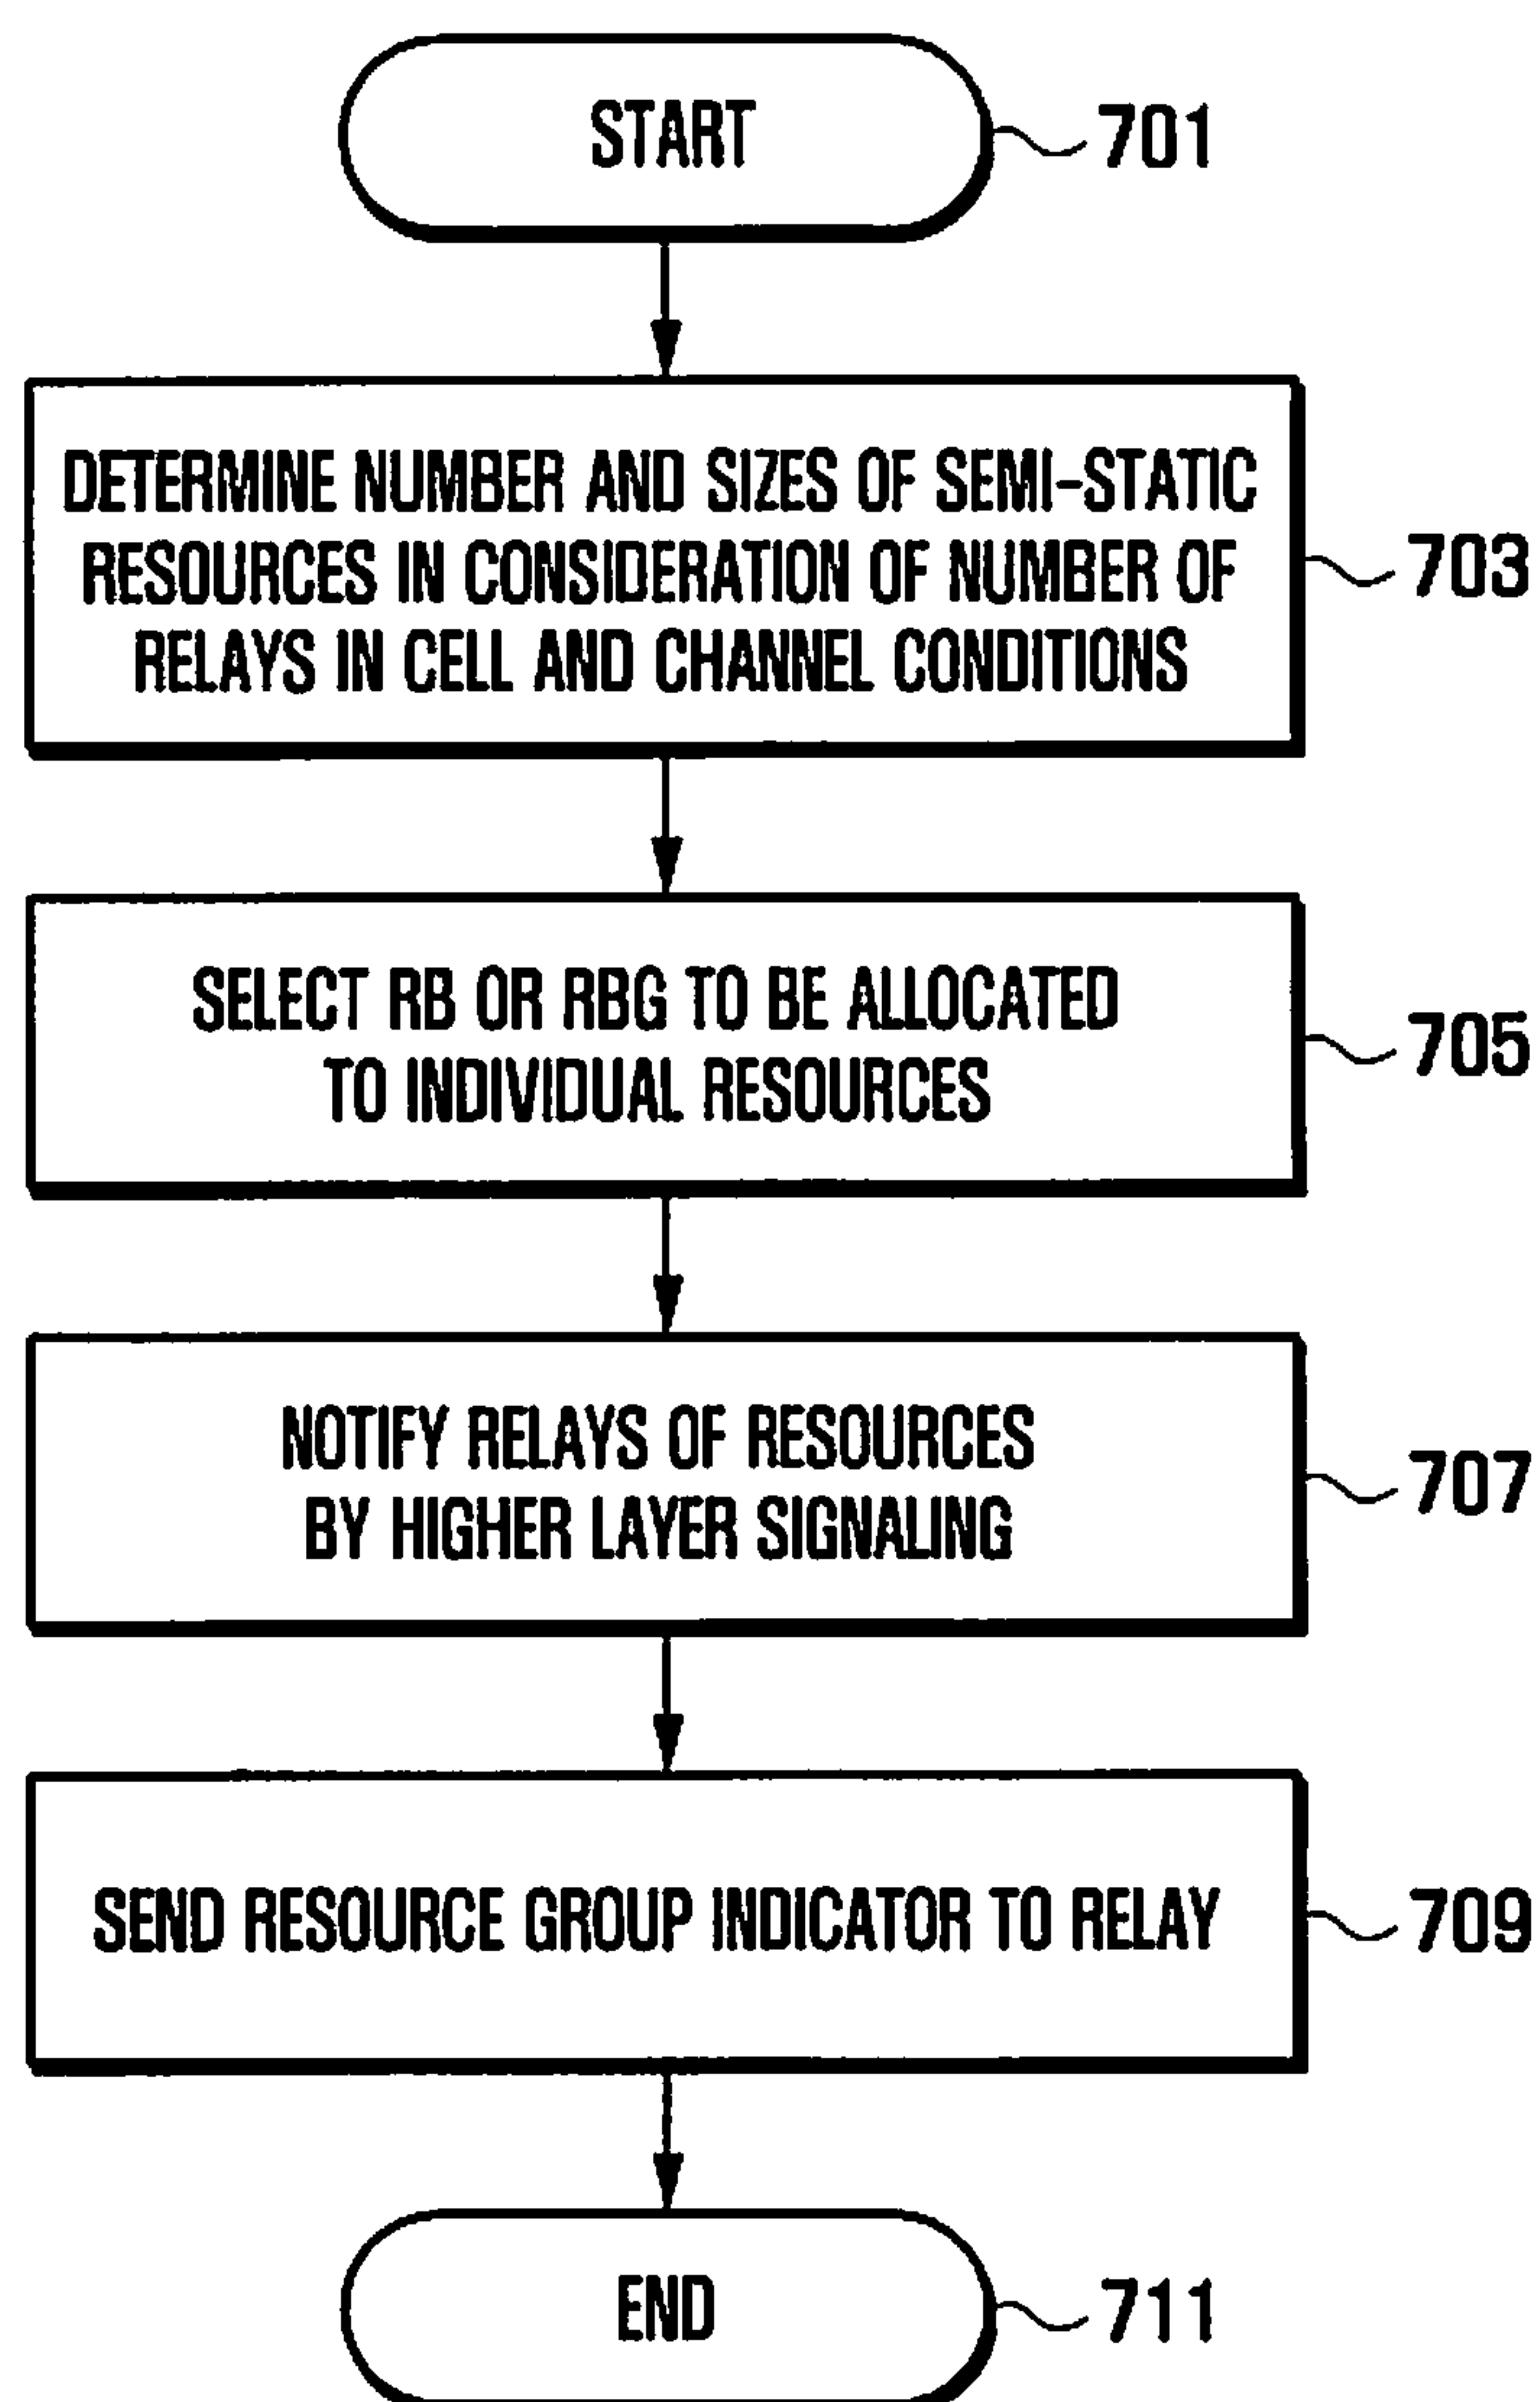 START
701
DETERMINE NUMBER AND SIZES OF SEMI-STATIC
RESOURCES IN CONSIDERATION OF NUMBER OF
RELAYS IN CELL AND CHANNEL CONDITIONS
703
SELECT RB OR RBG TO BE ALLOCATED
TO INDIVIDUAL RESOURCES
705
NOTIFY RELAYS OF RESOURCES
BY HIGHER LAYER SIGNALING
707
SEND RESOURCE GROUP INDICATOR TO RELAY
709
END
711